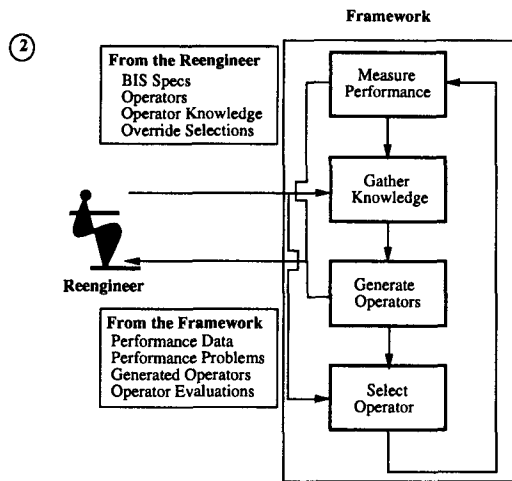 Framework
2
From the Reengineer
BIS Specs
Operators
Operator Knowledge
Override Selections
Measure
Performance
Gather
Knowledge
Reengineer
Generate
Operators
From the Framework
Performance Data
Performance Problems
Generated Operators
Operator Evaluations
Select
Operator